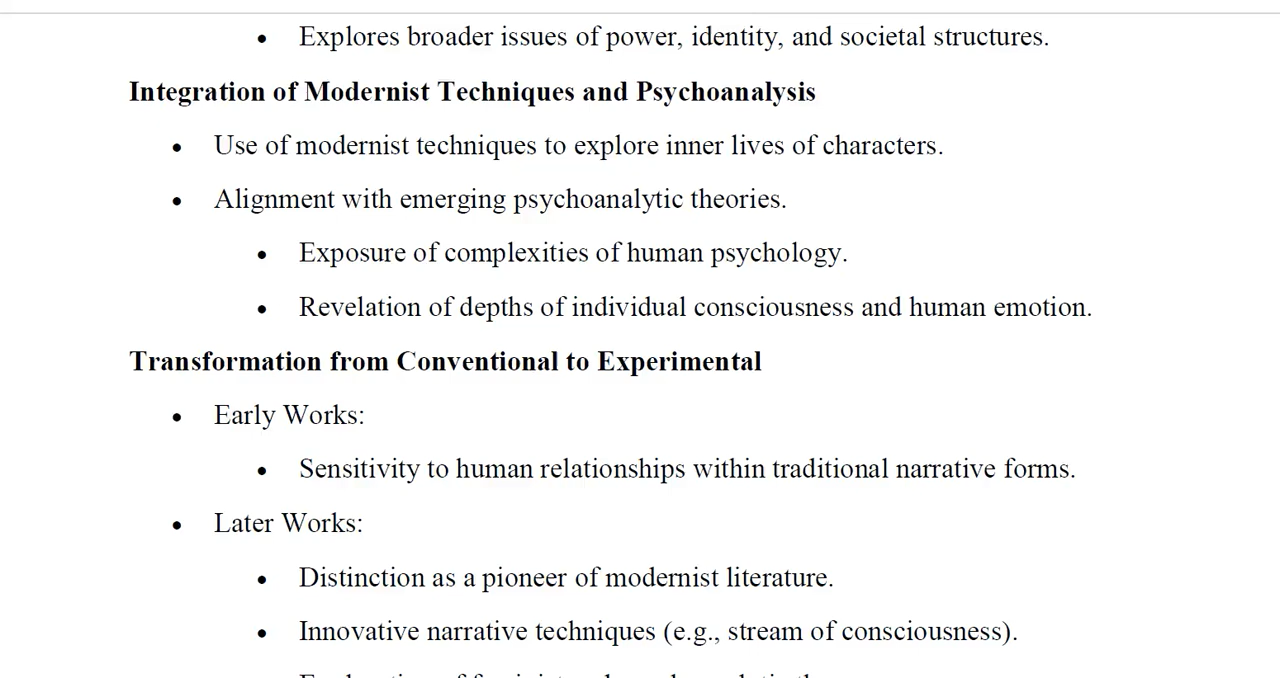 • Explores broader issues of power, identity, and societal structures.
Integration of Modernist Techniques and Psychoanalysis
• Use of modernist techniques to explore inner lives of characters.
• Alignment with emerging psychoanalytic theories.
• Exposure of complexities of human psychology.
• Revelation of depths of individual consciousness and human emotion.
Transformation from Conventional to Experimental
• Early Works:
• Sensitivity to human relationships within traditional narrative forms.
• Later Works:
• Distinction as a pioneer of modernist literature.
• Innovative narrative techniques (e.g., stream of consciousness).